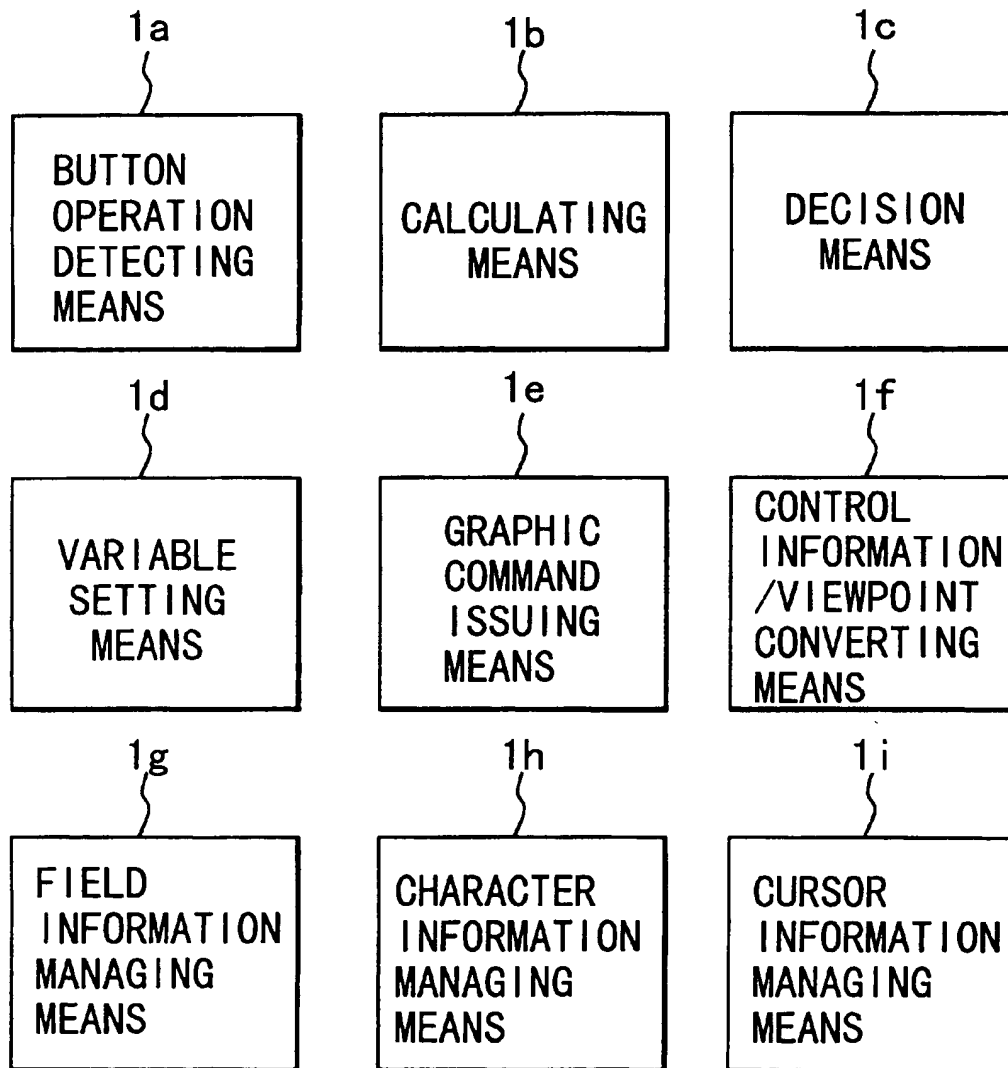 1a
1b
1c
BUTTON
OPERATION
DETECTING
MEANS
CALCULATING
MEANS
DECISION
MEANS
1d
1e
1f
VARIABLE
SETTING
MEANS
GRAPHIC
COMMAND
ISSUING
MEANS
CONTROL
INFORMATION
/VIEWPOINT
CONVERTING
MEANS
1g
1h
1i
FIELD
INFORMATION
MANAGING
MEANS
CHARACTER
INFORMATION
MANAGING
MEANS
CURSOR
INFORMATION
MANAGING
MEANS